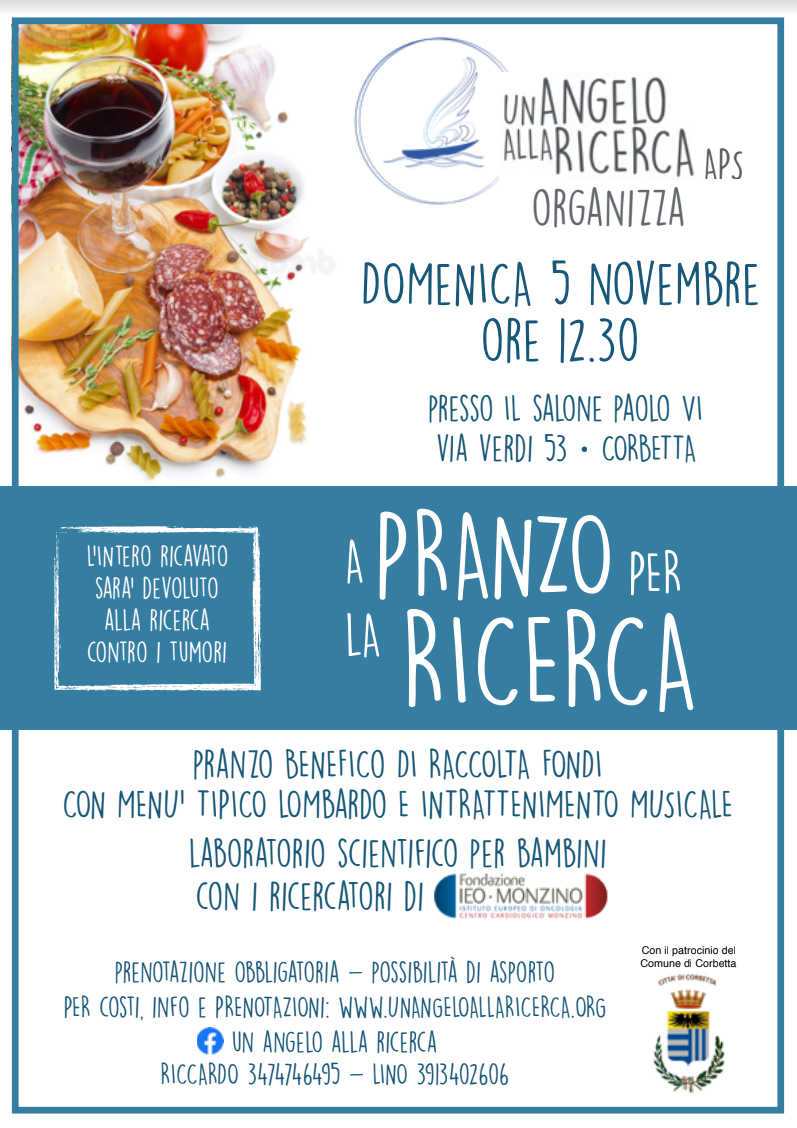 UN ANGELO
ALLA RICERCA APS
ORGANIZZA
DOMENICA 5 NOVEMBRE
ORE 12.30
PRESSO IL SALONE PAOLO VI
VIA VERDI 53 • CORBETTA
L'INTERO RICAVATO
SARA' DEVOLUTO
ALLA RICERCA
CONTRO I TUMORI
A PRANZO PER
LA RICERCA
PRANZO BENEFICO DI RACCOLTA FONDI
CON MENU' TIPICO LOMBARDO E INTRATTENIMENTO MUSICALE
LABORATORIO SCIENTIFICO PER BAMBINI
CON I RICERCATORI DI
Fondazione
IEO • MONZINO
ISTITUTO EUROPEO DI ONCOLOGIA
CENTRO CARDIOLOGICO MONZINO
PRENOTAZIONE OBBLIGATORIA – POSSIBILITÀ DI ASPORTO
PER COSTI, INFO E PRENOTAZIONI: WWW.UNANGELOALLARICERCA.ORG
UN ANGELO ALLA RICERCA
RICCARDO 3474746495 – LINO 3913402606
Con il patrocinio del
Comune di Corbetta
CITTA' DI CORBETTA